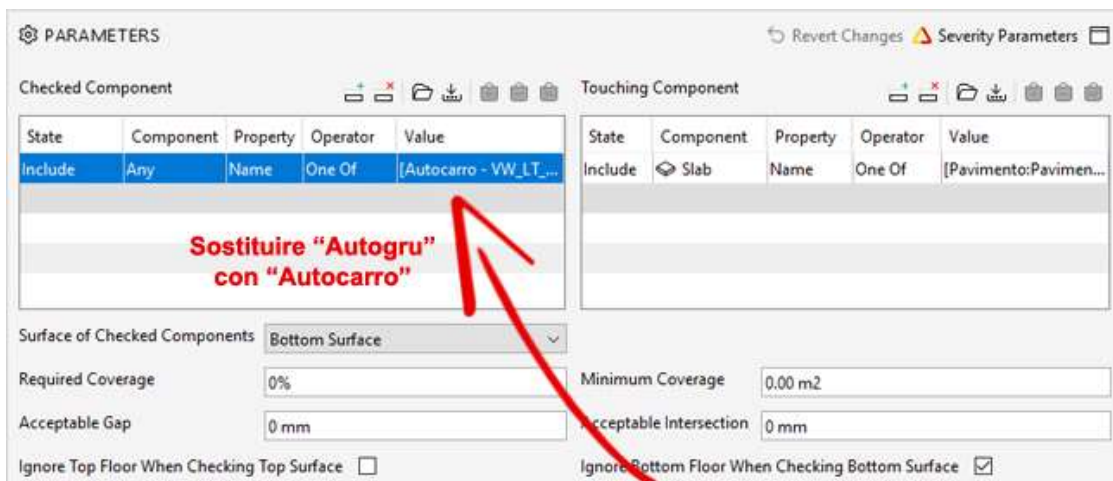 PARAMETERS
Revert Changes Severity Parameters
Checked Component
Touching Component
State Component Property Operator Value
Include Any Name One Of [Autocarro - VW_LT_...
State Component Property Operator Value
Include Slab Name One Of [Pavimento:Pavimen...
Sostituire “Autogru”
con “Autocarro”
Surface of Checked Components Bottom Surface
Required Coverage 0%
Minimum Coverage 0.00 m2
Acceptable Gap 0 mm
Acceptable Intersection 0 mm
Ignore Top Floor When Checking Top Surface
Ignore Bottom Floor When Checking Bottom Surface